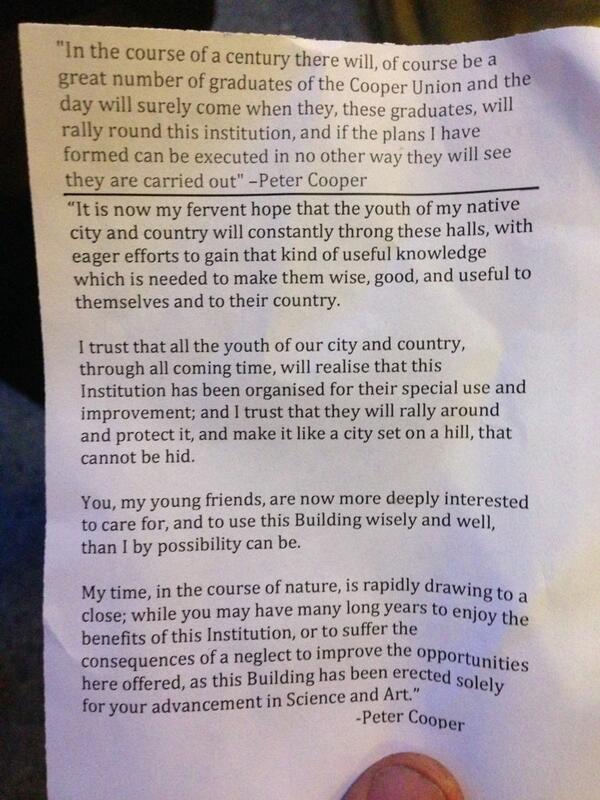 "In the course of a century there will, of course be a
great number of graduates of the Cooper Union and the
day will surely come when they, these graduates, will
rally round this institution, and if the plans I have
formed can be executed in no other way they will see
they are carried out" –Peter Cooper
“It is now my fervent hope that the youth of my native
city and country will constantly throng these halls, with
eager efforts to gain that kind of useful knowledge
which is needed to make them wise, good, and useful to
themselves and to their country.
I trust that all the youth of our city and country,
through all coming time, will realise that this
Institution has been organised for their special use and
improvement; and I trust that they will rally around
and protect it, and make it like a city set on a hill, that
cannot be hid.
You, my young friends, are now more deeply interested
to care for, and to use this Building wisely and well,
than I by possibility can be.
My time, in the course of nature, is rapidly drawing to a
close; while you may have many long years to enjoy the
benefits of this Institution, or to suffer the
consequences of a neglect to improve the opportunities
here offered, as this Building has been erected solely
for your advancement in Science and Art.”
-Peter Cooper